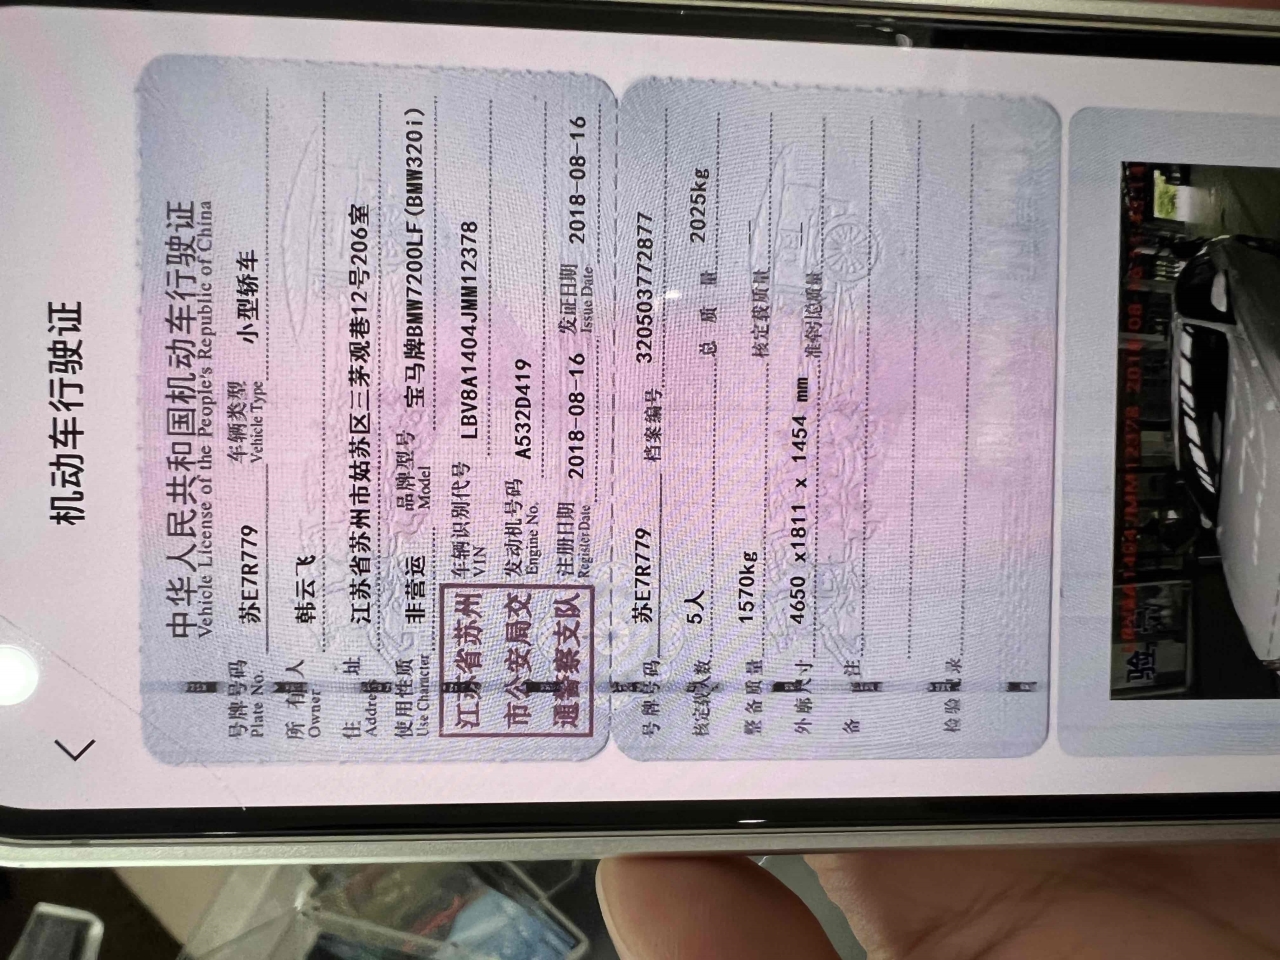 机动车行驶证
中华人民共和国机动车行驶证
Vehicle License of the People's Republic of China
号牌号码 苏E7R779 车辆类型 小型轿车
Plate No. Vehicle Type
所有人 韩云飞
Owner
住址 江苏省苏州市姑苏区三茅观巷12号206室
Address
使用性质 非营运 品牌型号 宝马牌BMW7200LF(BMW320i)
Use Character Model
江苏省苏州
市公安局交
通警察支队
车辆识别代号 LBV8A1404JMM12378
VIN
发动机号码 A532D419
Engine No.
注册日期 2018-08-16 发证日期 2018-08-16
Register Date Issue Date
号牌号码 苏E7R779 档案编号 320503772877
核定载人数 5人 总质量 2025kg
整备质量 1570kg 核定载质量 —
外廓尺寸 4650 x1811 x 1454 mm 准牵引总质量 —
备注
检验记录
验